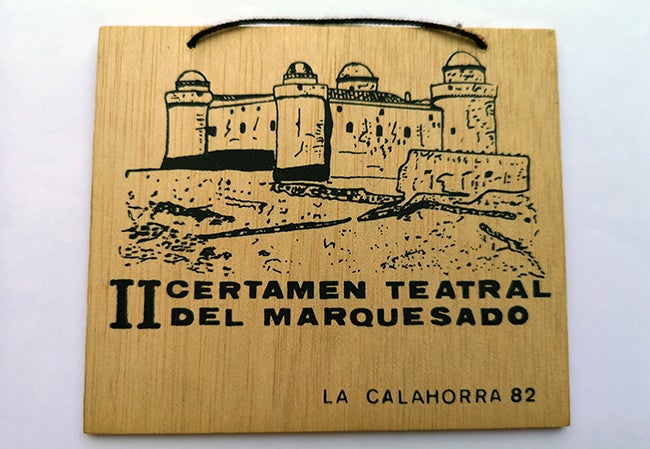 II CERTAMEN TEATRAL
DEL MARQUESADO
LA CALAHORRA 82